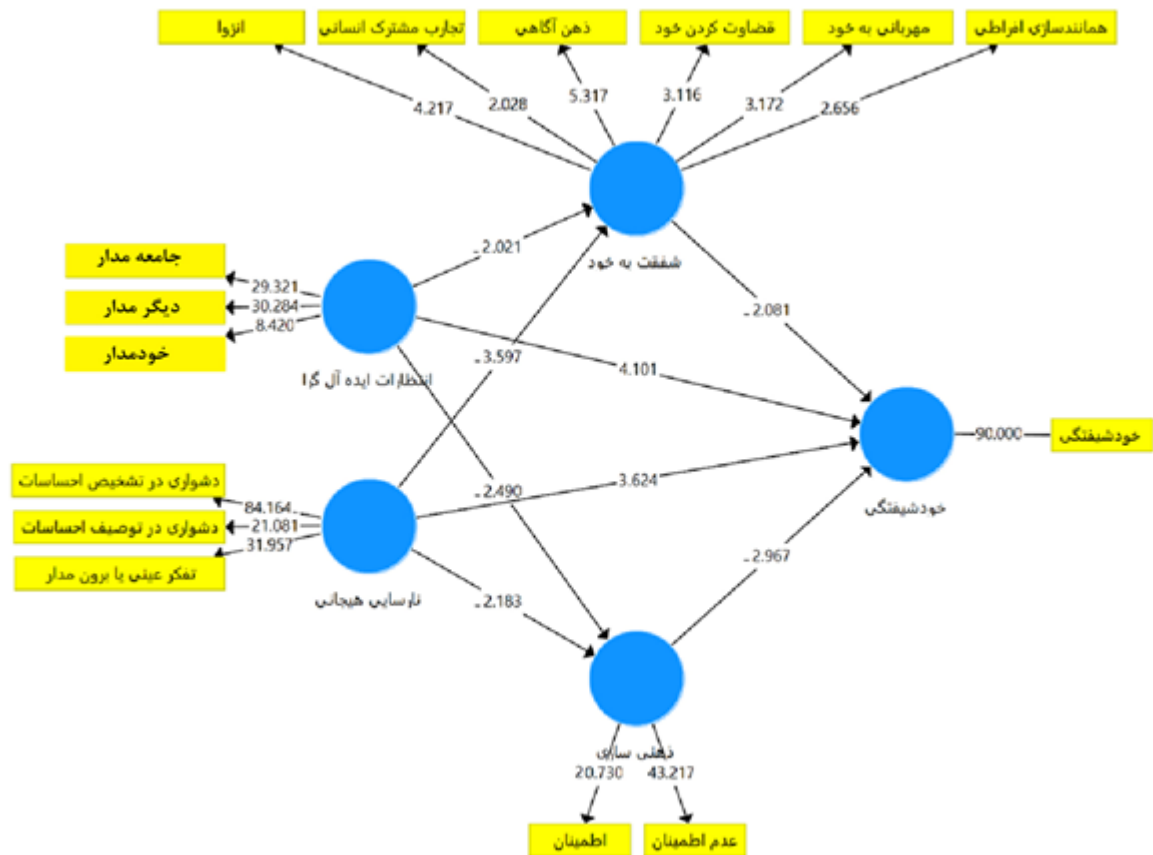 همانندسازی افراطی
مهربانی به خود
قضاوت کردن خود
ذهن آگاهی
تجارب مشترک انسانی
انزوا
4.217
2.028
5.317
3.116
3.172
2.656
شفقت به خود
جامعه مدار
دیگر مدار
خودمدار
29.321
30.284
8.420
انتظارات ایده آل گرا
-2.021
-3.597
4.101
-2.081
-2.490
3.624
-2.183
-2.967
خودشیفتگی
90.000
خودشیفتگی
دشواری در تشخیص احساسات
دشواری در توصیف احساسات
تفکر عینی یا برون مدار
84.164
21.081
31.957
نارسایی هیجانی
ذهنی سازی
20.730
43.217
عدم اطمینان
اطمینان